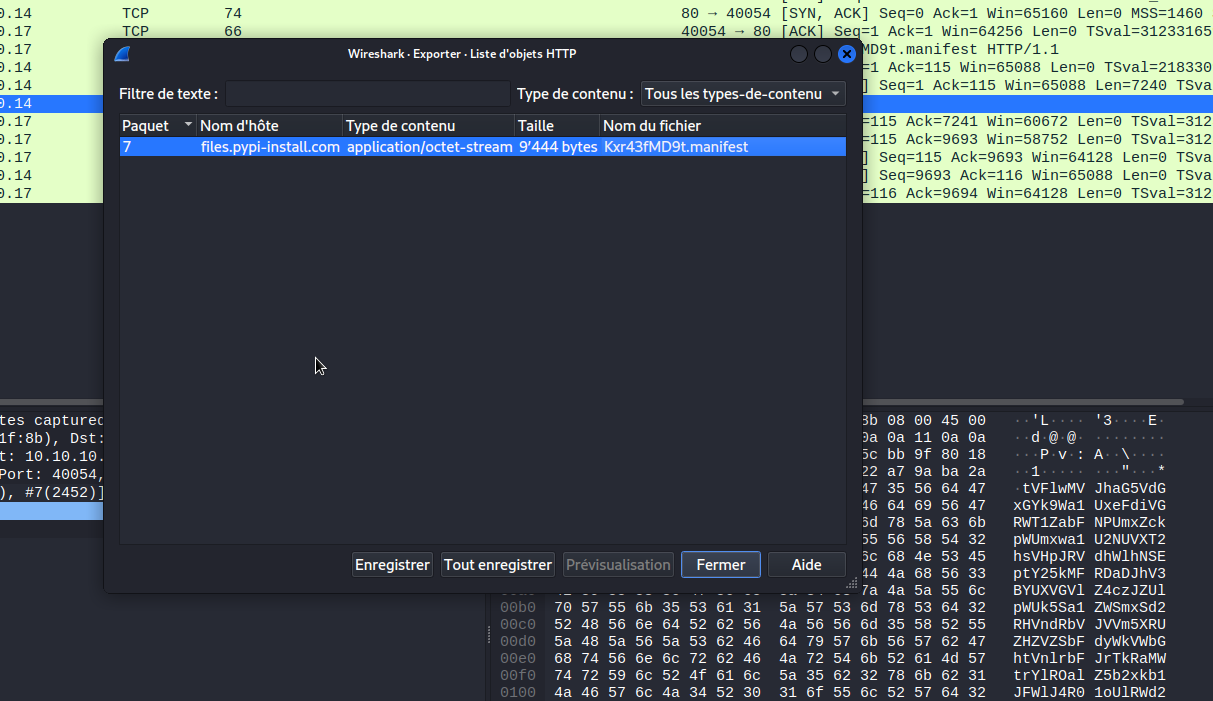 0.14 TCP 74 80 → 40054 [SYN, ACK] Seq=0 Ack=1 Win=65160 Len=0 MSS=1460
0.17 TCP 66 40054 → 80 [ACK] Seq=1 Ack=1 Win=64256 Len=0 TSval=31233165
0.17 MD9t.manifest HTTP/1.1
0.14 =1 Ack=115 Win=65088 Len=0 TSval=218330
0.14 ] Seq=1 Ack=115 Win=65088 Len=7240 TSva
0.14
0.17 =115 Ack=7241 Win=60672 Len=0 TSval=312
0.17 =115 Ack=9693 Win=58752 Len=0 TSval=312
0.17 ] Seq=115 Ack=9693 Win=64128 Len=0 TSva
0.14 ] Seq=9693 Ack=116 Win=65088 Len=0 TSva
0.17 =116 Ack=9694 Win=64128 Len=0 TSval=312
Wireshark · Exporter · Liste d'objets HTTP
Filtre de texte : Type de contenu : Tous les types-de-contenu
Paquet Nom d'hôte Type de contenu Taille Nom du fichier
7 files.pypi-install.com application/octet-stream 9'444 bytes Kxr43fMD9t.manifest
Enregistrer Tout enregistrer Prévisualisation Fermer Aide
tes captured
1f:8b), Dst:
t: 10.10.10.
Port: 40054,
), #7(2452)]
8b 08 00 45 00 ··'L···· '3····E·
0a 0a 11 0a 0a ··d·@·@· ········
5c bb 9f 80 18 ···P·v·: A··\····
22 a7 9a ba 2a ··1····· ···"···*
47 35 56 64 47 ·tVFlwMV JhaG5VdG
46 64 69 56 47 xGYk9Wa1 UxeFdiVG
6d 78 5a 63 6b RWT1ZabF NPUmxZck
55 56 58 54 32 pWUmxwa1 U2NUVXT2
6c 68 4e 53 45 hsVHpJRV dhWlhNSE
44 4a 68 56 33 ptY25kMF RDaDJhV3
7a 4a 5a 55 6c BYUXVGVl Z4czJZUl
00b0 70 57 55 6b 35 53 61 31 5a 57 53 6d 78 53 64 32 pWUk5Sa1 ZWSmxSd2
00c0 52 48 56 6e 64 52 62 56 4a 56 56 6d 35 58 52 55 RHVndRbV JVVm5XRU
00d0 5a 48 5a 56 5a 53 62 46 64 79 57 6b 56 57 62 47 ZHZVZSbF dyWkVWbG
00e0 68 74 56 6e 6c 72 62 46 4a 72 54 6b 52 61 4d 57 htVnlrbF JrTkRaMW
00f0 74 72 59 6c 52 4f 61 6c 5a 35 62 32 78 6b 62 31 trYlROal Z5b2xkb1
0100 4a 46 57 6c 4a 34 52 30 31 6f 55 6c 52 57 64 32 JFWlJ4R0 1oUlRWd2